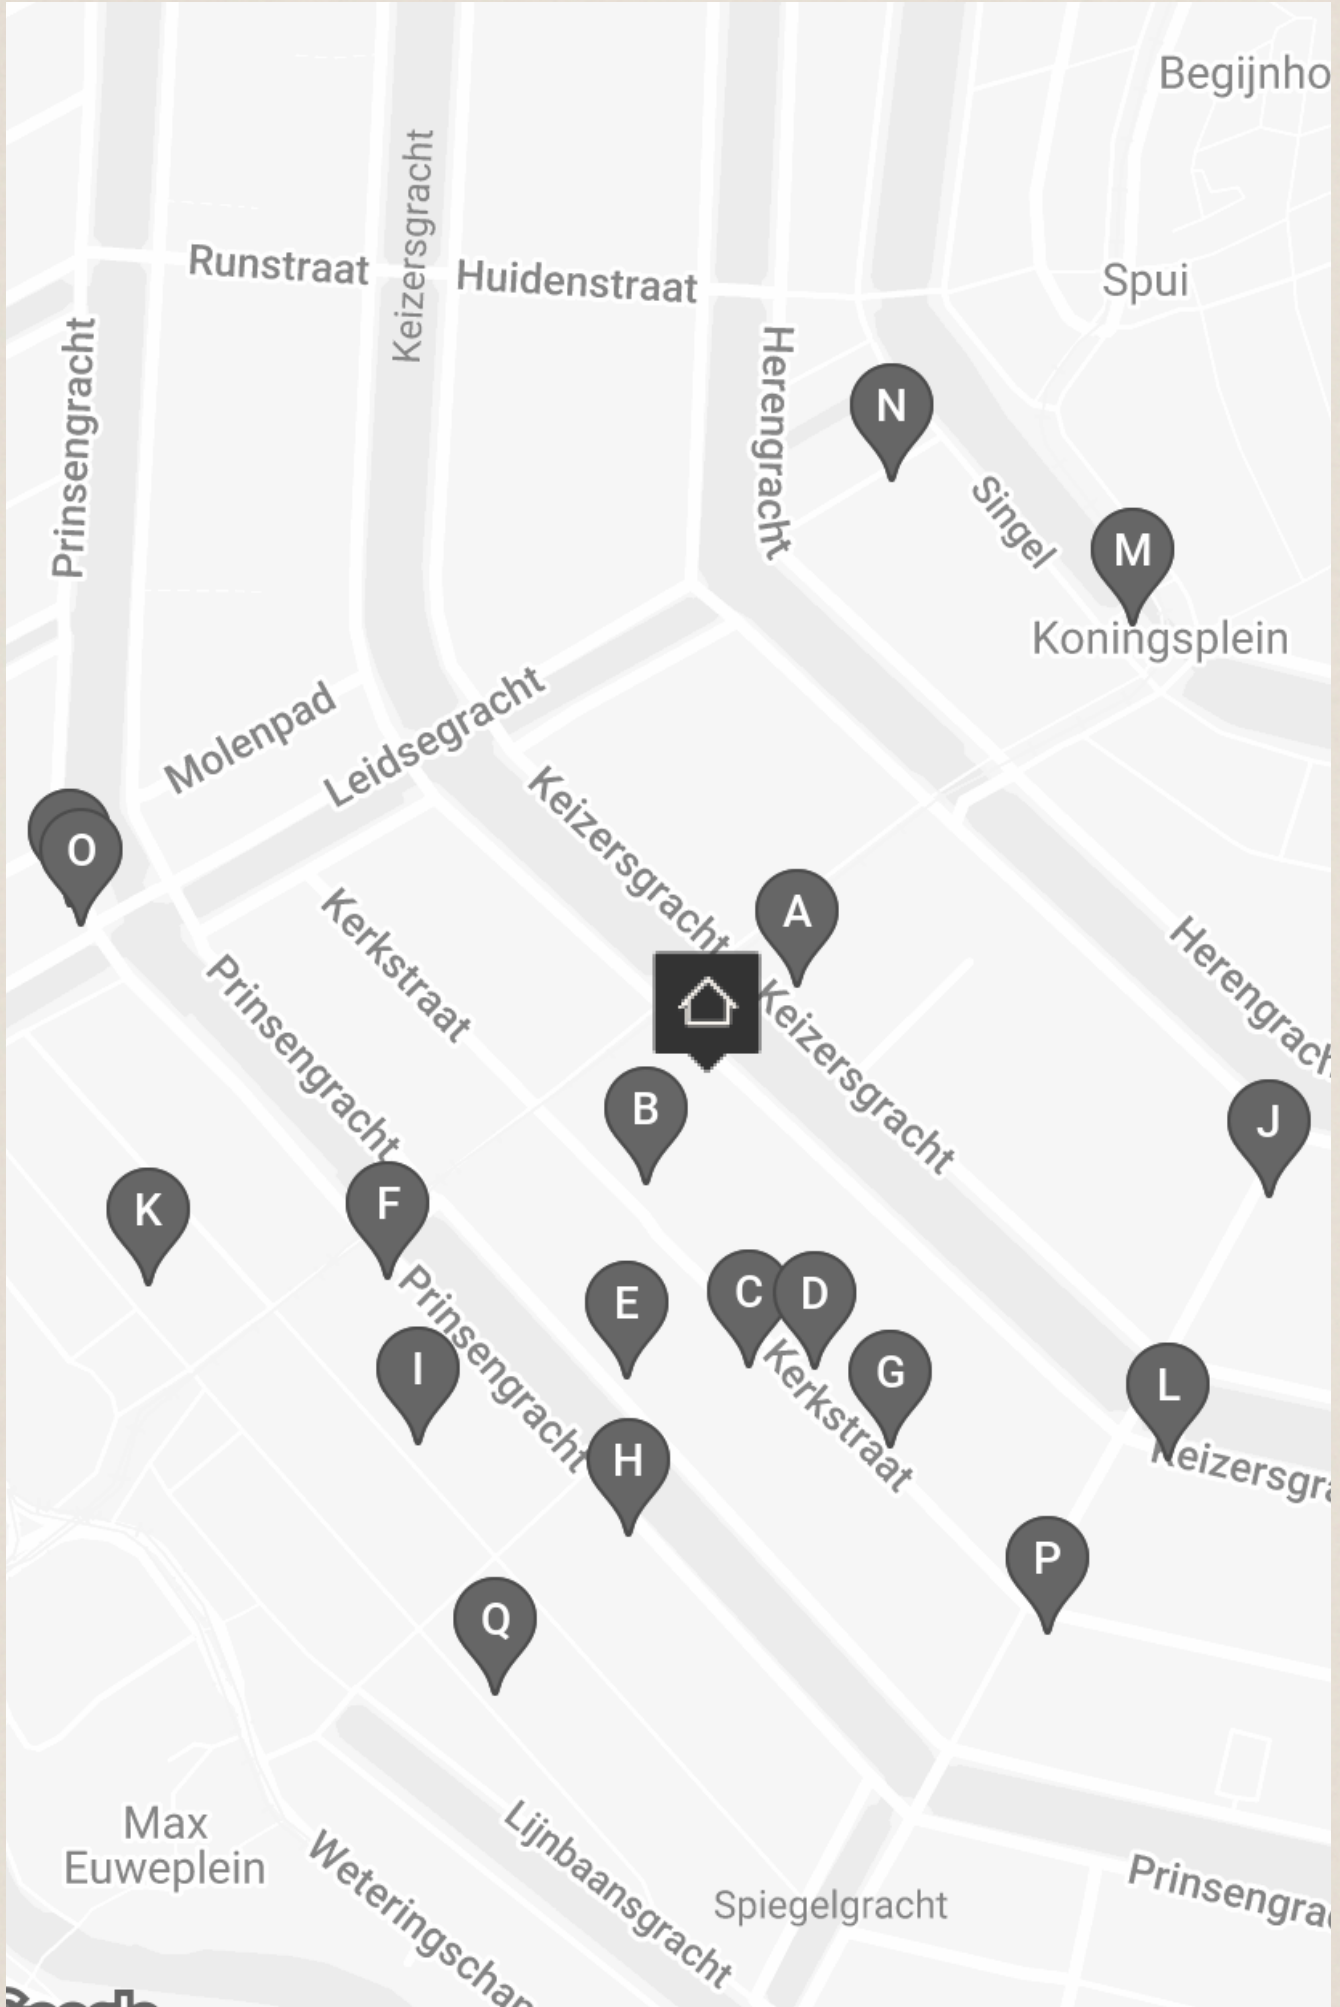 Begijnho
Keizersgracht
Runstraat
Huidenstraat
Spui
Prinsengracht
Herengracht
N
Singel
M
Koningsplein
Molenpad
Leidsegracht
O
Keizersgracht
A
Kerkstraat
Herengrach
Prinsengracht
Keizersgracht
B
J
K
F
E
C
D
Prinsengracht
I
G
Kerkstraat
L
Keizersgra
H
P
Q
Max
Euweplein
Lijnbaansgracht
Weteringschan
Spiegelgracht
Prinsengra